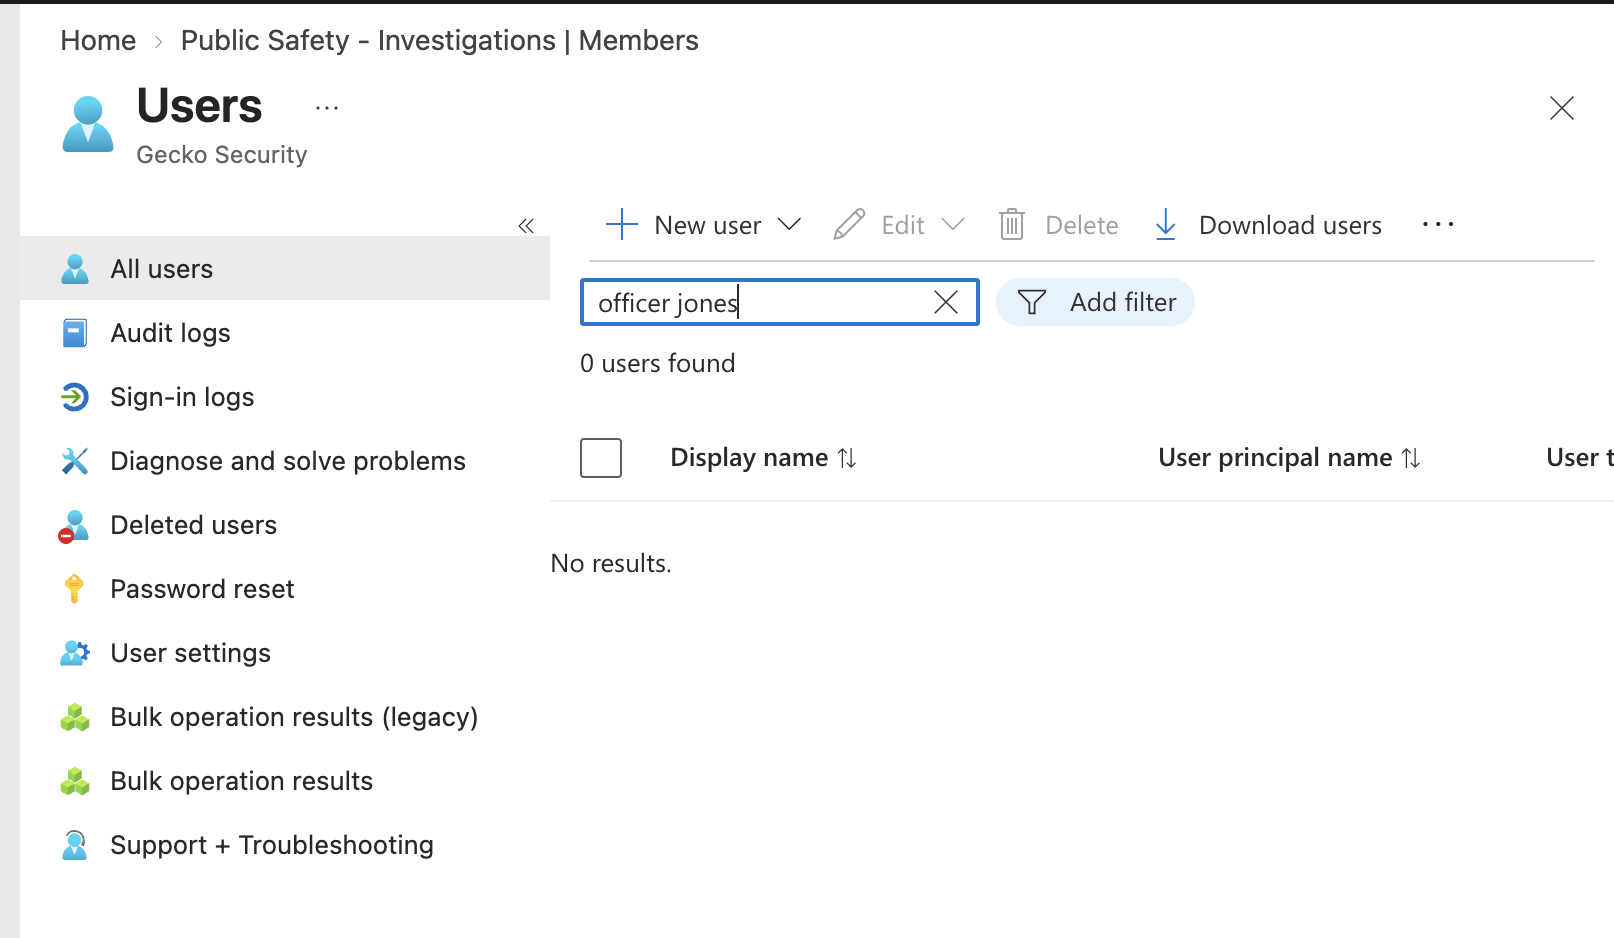 Home > Public Safety - Investigations | Members
Users ...
Gecko Security
New user Edit Delete Download users ...
officer jones Add filter
0 users found
Display name User principal name User t
No results.
All users
Audit logs
Sign-in logs
Diagnose and solve problems
Deleted users
Password reset
User settings
Bulk operation results (legacy)
Bulk operation results
Support + Troubleshooting